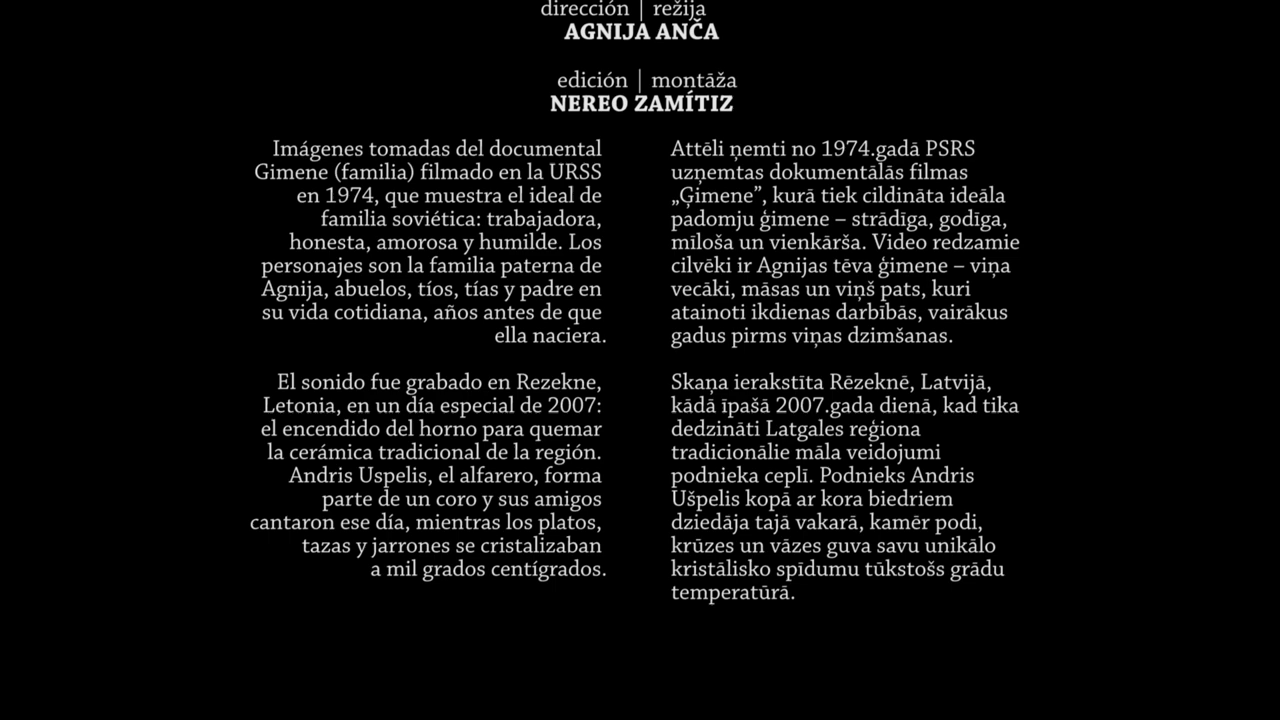 dirección | režija
AGNIJA ANČA
edición | montāža
NEREO ZAMÍTIZ
Imágenes tomadas del documental
Gimene (familia) filmado en la URSS
en 1974, que muestra el ideal de
familia soviética: trabajadora,
honesta, amorosa y humilde. Los
personajes son la familia paterna de
Agnija, abuelos, tíos, tías y padre en
su vida cotidiana, años antes de que
ella naciera.
El sonido fue grabado en Rezekne,
Letonia, en un día especial de 2007:
el encendido del horno para quemar
la cerámica tradicional de la región.
Andris Uspelis, el alfarero, forma
parte de un coro y sus amigos
cantaron ese día, mientras los platos,
tazas y jarrones se cristalizaban
a mil grados centígrados.
Attēli ņemti no 1974.gadā PSRS
uzņemtas dokumentālās filmas
„Ģimene”, kurā tiek cildināta ideāla
padomju ģimene – strādīga, godīga,
mīloša un vienkārša. Video redzamie
cilvēki ir Agnijas tēva ģimene – viņa
vecāki, māsas un viņš pats, kuri
atainoti ikdienas darbībās, vairākus
gadus pirms viņas dzimšanas.
Skaņa ierakstīta Rēzeknē, Latvijā,
kādā īpašā 2007.gada dienā, kad tika
dedzināti Latgales reģiona
tradicionālie māla veidojumi
podnieka ceplī. Podnieks Andris
Ušpelis kopā ar kora biedriem
dziedāja tajā vakarā, kamēr podi,
krūzes un vāzes guva savu unikālo
kristālisko spīdumu tūkstošs grādu
temperatūrā.